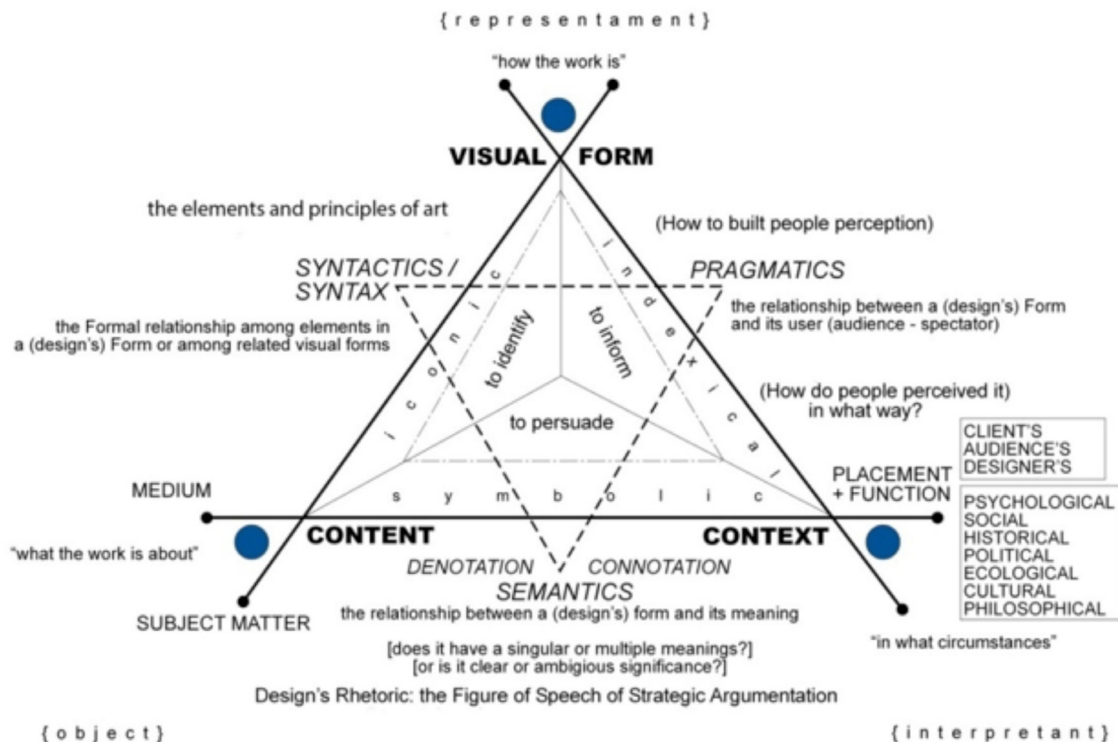 { r e p r e s e n t a m e n t }
“how the work is”
VISUAL FORM
the elements and principles of art
(How to built people perception)
SYNTACTICS /
SYNTAX
PRAGMATICS
the Formal relationship among elements in
a (design’s) Form or among related visual forms
the relationship between a (design’s) Form
and its user (audience - spectator)
i c o n i c
i n d e x i c a l
to identify
to inform
to persuade
(How do people perceived it)
in what way?
CLIENT’S
AUDIENCE’S
DESIGNER’S
MEDIUM
s y m b o l i c
PLACEMENT
+ FUNCTION
PSYCHOLOGICAL
SOCIAL
HISTORICAL
POLITICAL
ECOLOGICAL
CULTURAL
PHILOSOPHICAL
CONTENT
CONTEXT
“what the work is about”
DENOTATION
CONNOTATION
SEMANTICS
SUBJECT MATTER
the relationship between a (design’s) form and its meaning
“in what circumstances”
[does it have a singular or multiple meanings?]
[or is it clear or ambigious significance?]
Design’s Rhetoric: the Figure of Speech of Strategic Argumentation
{ o b j e c t }
{ i n t e r p r e t a n t }